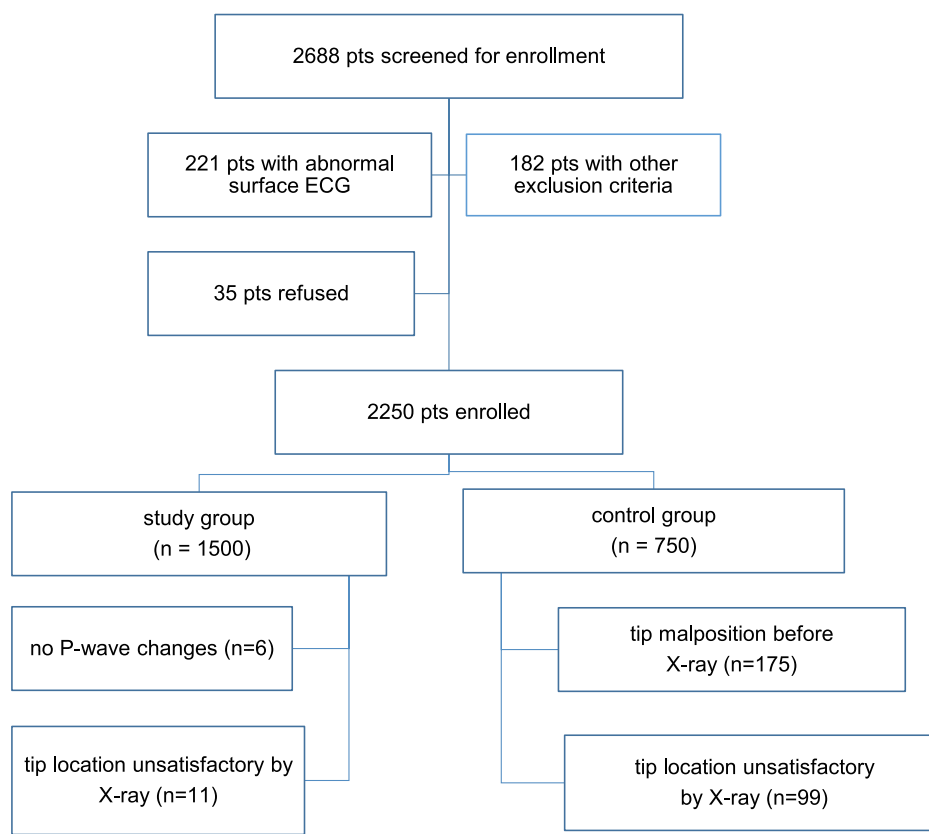 2688 pts screened for enrollment
221 pts with abnormal
surface ECG
182 pts with other
exclusion criteria
35 pts refused
2250 pts enrolled
study group
(n = 1500)
control group
(n = 750)
no P-wave changes (n=6)
tip malposition before
X-ray (n=175)
tip location unsatisfactory by
X-ray (n=11)
tip location unsatisfactory
by X-ray (n=99)